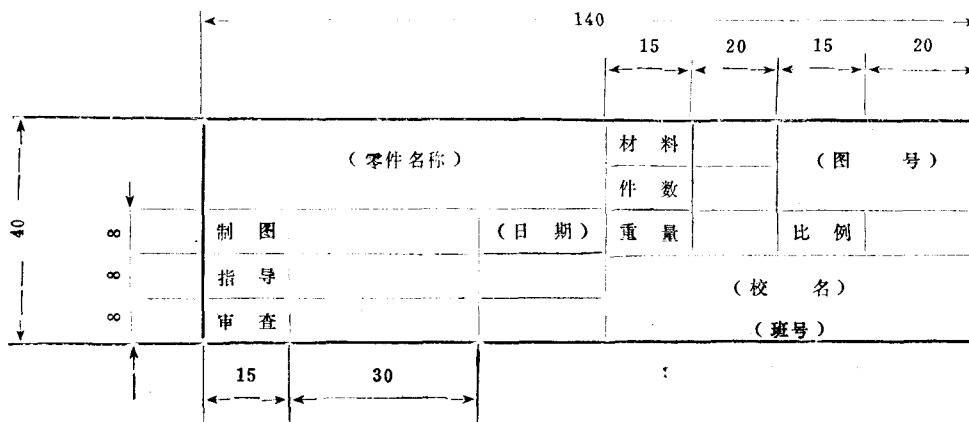 140
15 20 15 20
材 料
(零件名称) (图 号)
件 数
40
8 制 图 (日 期) 重 量 比 例
8 指 导
(校 名)
8 审 查
(班号)
15 30